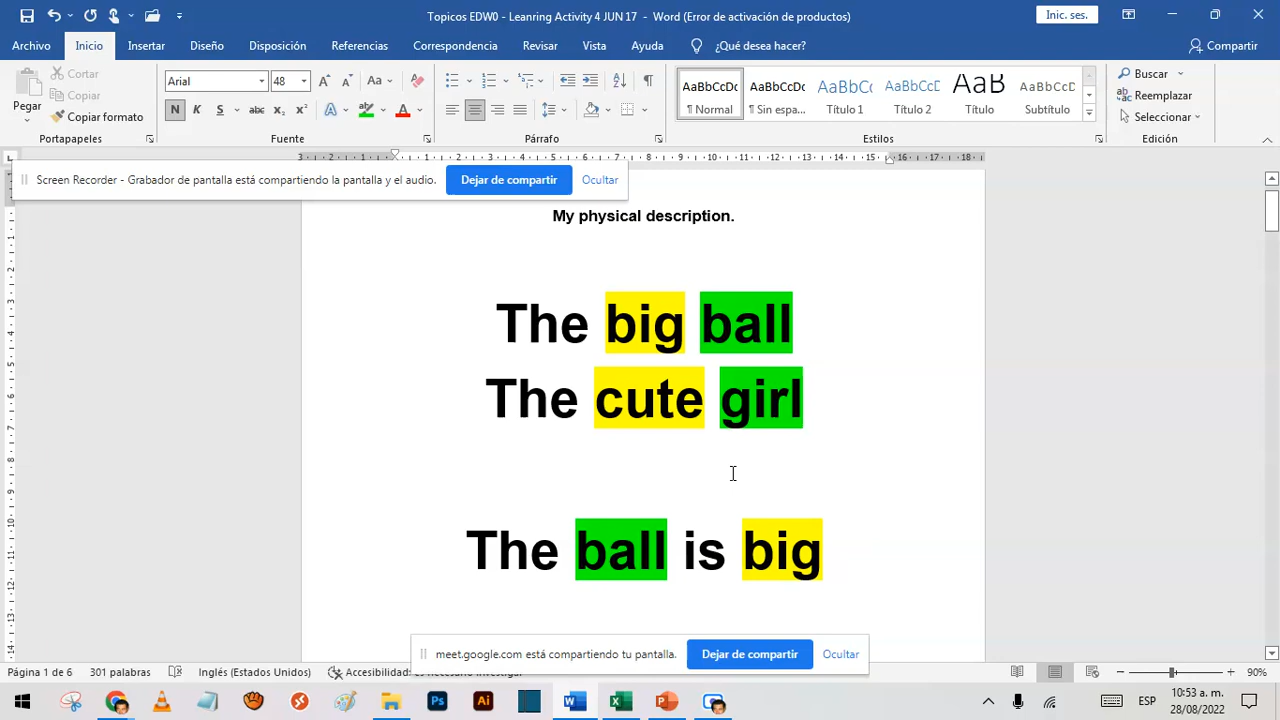 Topicos EDW0 - Leanring Activity 4 JUN 17 - Word (Error de activación de productos)
Inic. ses.
Archivo Inicio Insertar Diseño Disposición Referencias Correspondencia Revisar Vista Ayuda ¿Qué desea hacer? Compartir
Pegar
Cortar
Copiar
Copiar formato
Portapapeles
Arial 48
N K S abc x₂ x²
Fuente
Párrafo
AaBbCcDc AaBbCcDc AaBbCcD AaBbCcD AaB AaBbCcD
¶ Normal ¶ Sin espa... Título 1 Título 2 Título Subtítulo
Estilos
Buscar
Reemplazar
Seleccionar
Edición
Screen Recorder - Grabador de pantalla está compartiendo la pantalla y el audio. Dejar de compartir Ocultar
My physical description.
The big ball
The cute girl
The ball is big
meet.google.com está compartiendo tu pantalla. Dejar de compartir Ocultar
Página 1 de 6 301 palabras Inglés (Estados Unidos) 90%
ESP
10:53 a. m.
28/08/2022